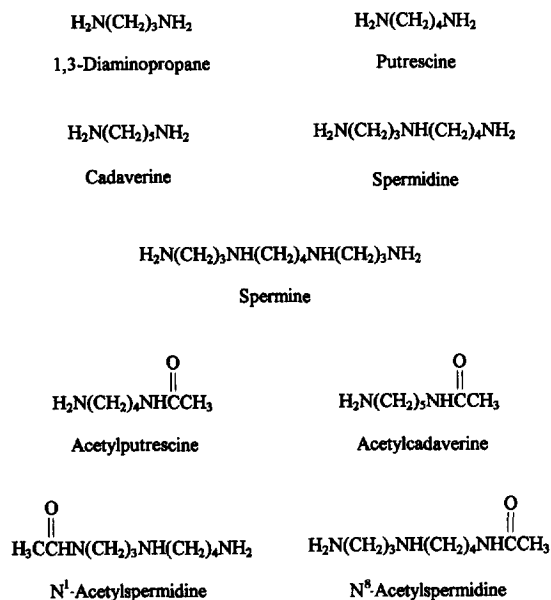 H₂N(CH₂)₃NH₂ H₂N(CH₂)₄NH₂
1,3-Diaminopropane Putrescine
H₂N(CH₂)₅NH₂ H₂N(CH₂)₃NH(CH₂)₄NH₂
Cadaverine Spermidine
H₂N(CH₂)₃NH(CH₂)₄NH(CH₂)₃NH₂
Spermine
O O
H₂N(CH₂)₄NHCCH₃ H₂N(CH₂)₅NHCCH₃
Acetylputrescine Acetylcadaverine
O O
H₃CCHN(CH₂)₃NH(CH₂)₄NH₂ H₂N(CH₂)₃NH(CH₂)₄NHCCH₃
N¹-Acetylspermidine N⁸-Acetylspermidine